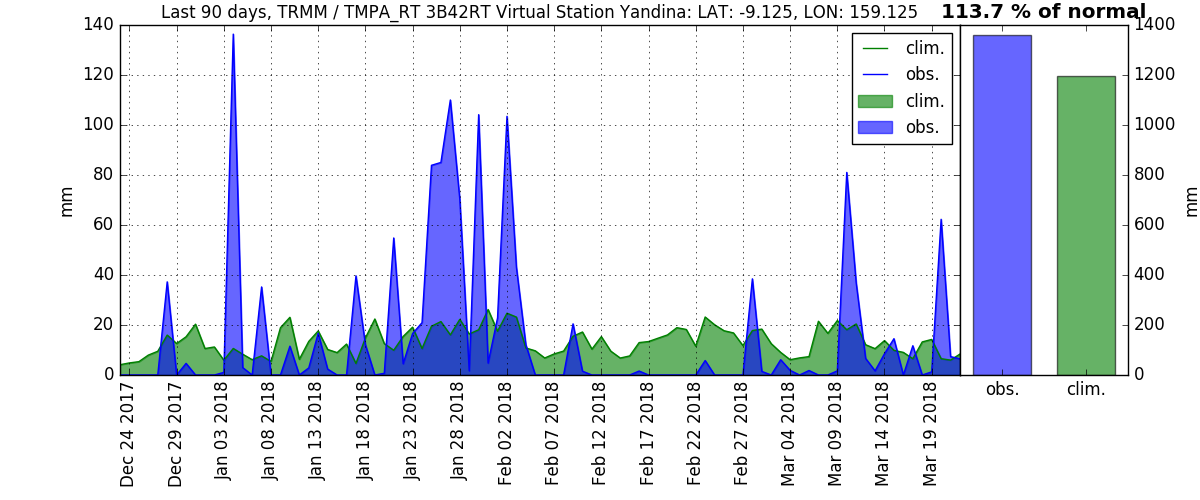 Last 90 days, TRMM / TMPA_RT 3B42RT Virtual Station Yandina: LAT: -9.125, LON: 159.125
113.7 % of normal
140
120
100
80
60
40
20
0
mm
clim.
obs.
clim.
obs.
1400
1200
1000
800
600
400
200
0
mm
obs.
clim.
Dec 24 2017
Dec 29 2017
Jan 03 2018
Jan 08 2018
Jan 13 2018
Jan 18 2018
Jan 23 2018
Jan 28 2018
Feb 02 2018
Feb 07 2018
Feb 12 2018
Feb 17 2018
Feb 22 2018
Feb 27 2018
Mar 04 2018
Mar 09 2018
Mar 14 2018
Mar 19 2018